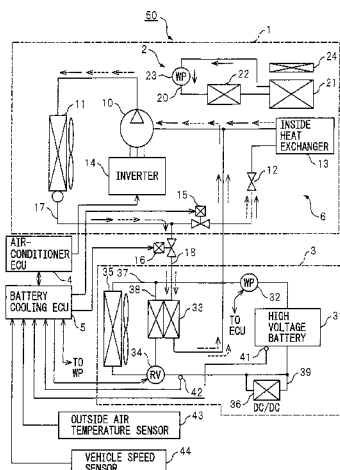 50
1
2
24
WP
23
22
20
21
11
10
INSIDE
HEAT
EXCHANGER
14
INVERTER
12
13
15
17
6
AIR-
CONDITIONER
ECU
16
18
4
3
BATTERY
COOLING ECU
37
38
5
35
33
WP
32
TO
ECU
HIGH
VOLTAGE
BATTERY
31
34
41
TO
WP
RV
42
39
36
DC/DC
OUTSIDE AIR
TEMPERATURE SENSOR
43
VEHICLE SPEED
SENSOR
44